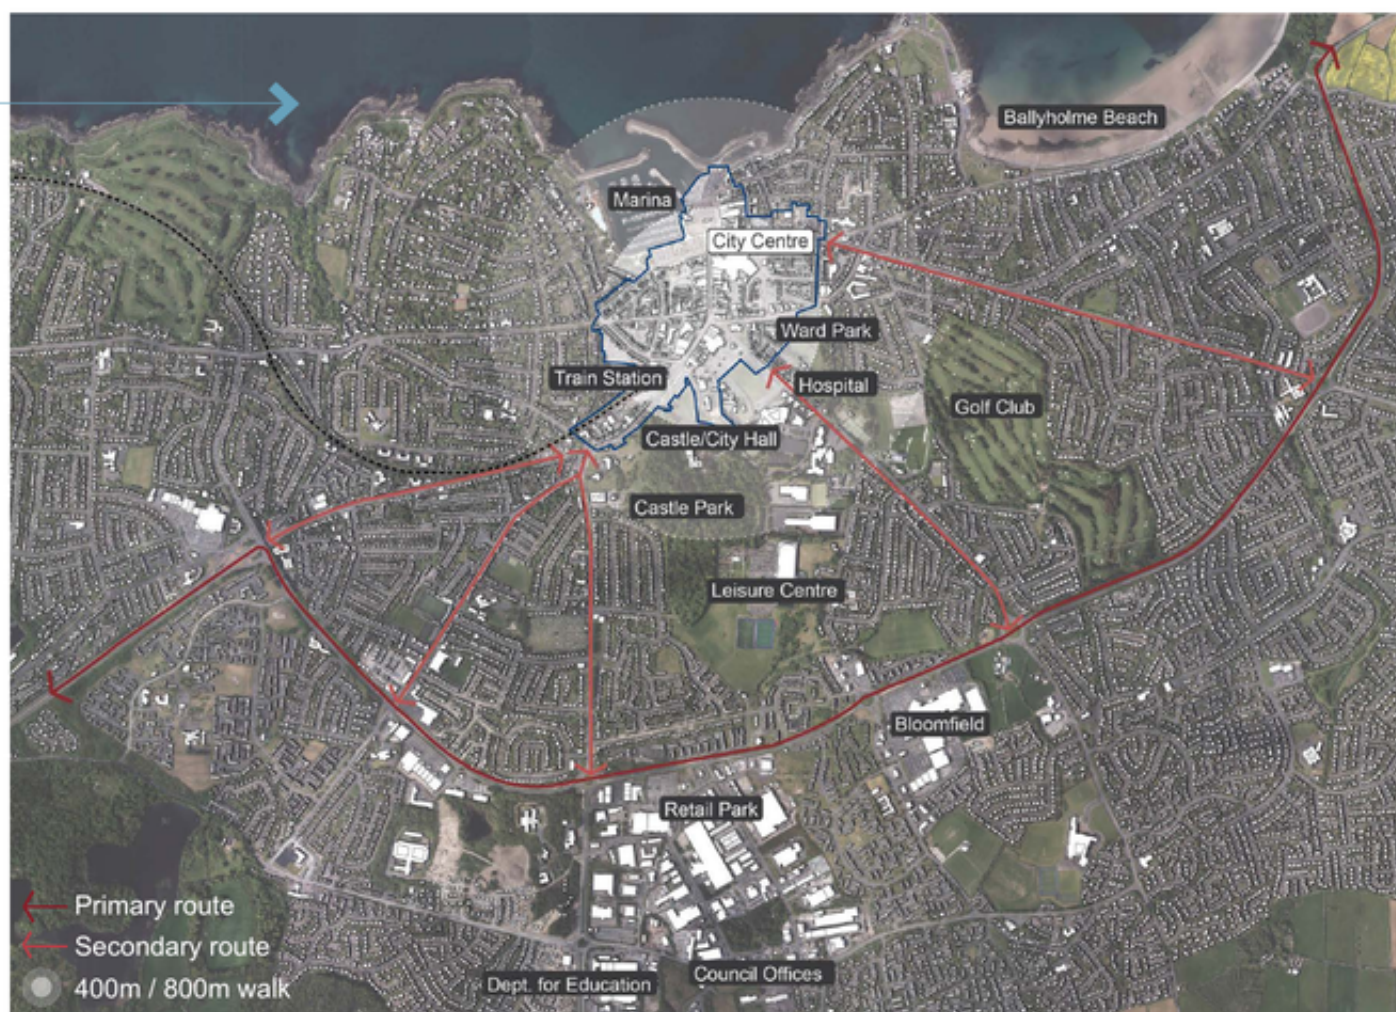 Ballyholme Beach
Marina
City Centre
Ward Park
Train Station
Hospital
Golf Club
Castle/City Hall
Castle Park
Leisure Centre
Bloomfield
Retail Park
Primary route
Secondary route
Council Offices
Dept. for Education
400m / 800m walk